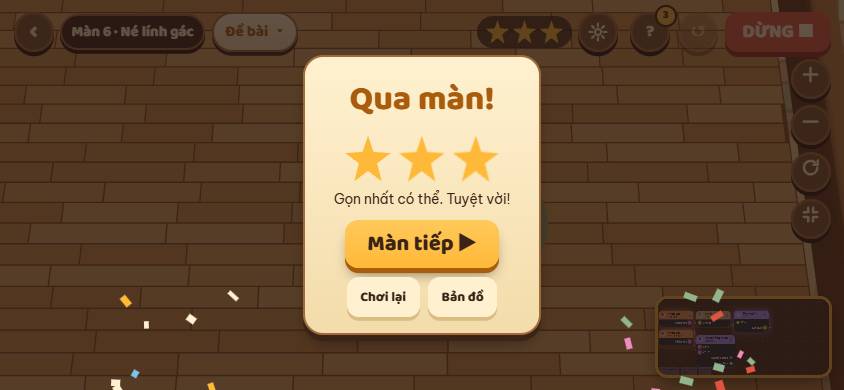 Màn 6 • Né lính gác
Đề bài
?
3
DỪNG
Qua màn!
Gọn nhất có thể. Tuyệt vời!
Màn tiếp
Chơi lại
Bản đồ